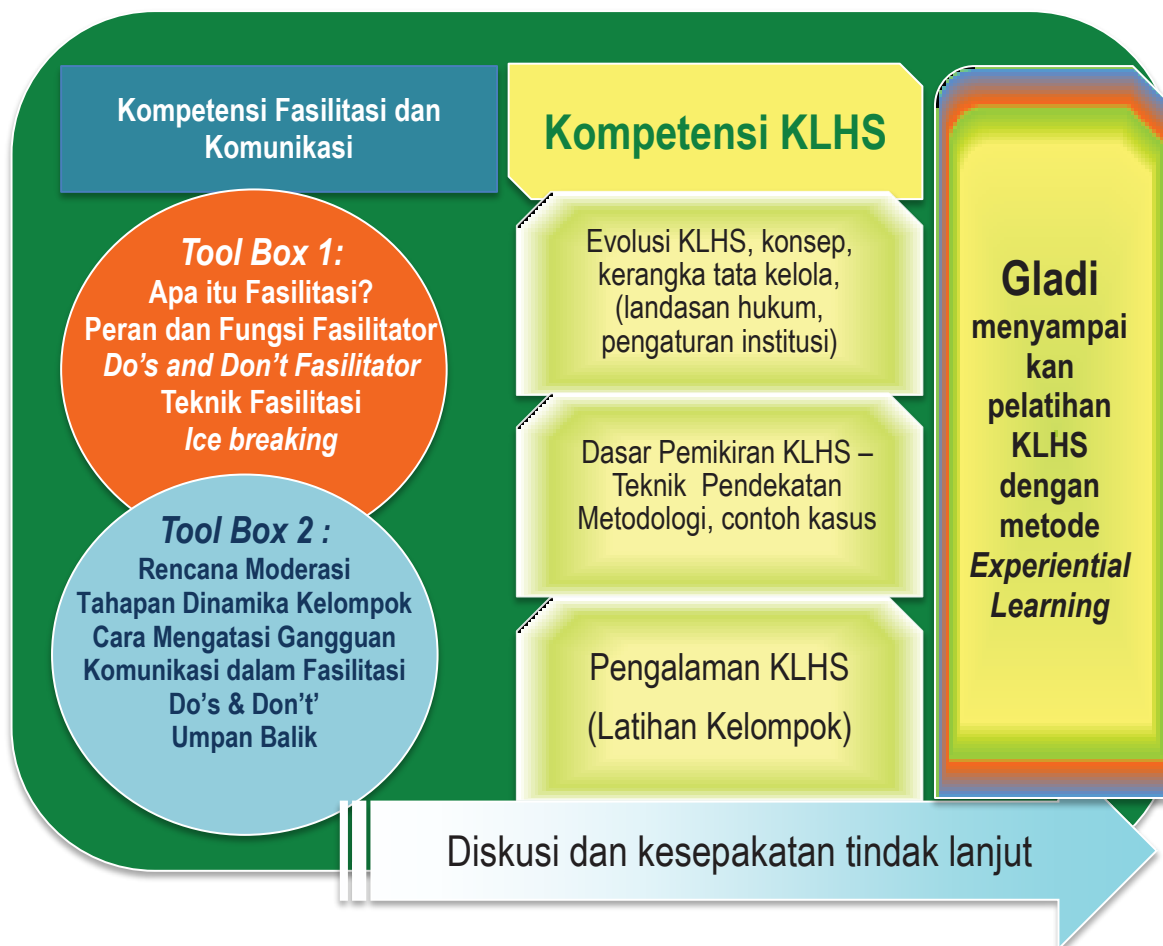 Kompetensi Fasilitasi dan
Komunikasi
Tool Box 1:
Apa itu Fasilitasi?
Peran dan Fungsi Fasilitator
Do's and Don't Fasilitator
Teknik Fasilitasi
Ice breaking
Tool Box 2 :
Rencana Moderasi
Tahapan Dinamika Kelompok
Cara Mengatasi Gangguan
Komunikasi dalam Fasilitasi
Do's & Don't'
Umpan Balik
Kompetensi KLHS
Evolusi KLHS, konsep,
kerangka tata kelola,
(landasan hukum,
pengaturan institusi)
Dasar Pemikiran KLHS –
Teknik Pendekatan
Metodologi, contoh kasus
Pengalaman KLHS
(Latihan Kelompok)
Gladi
menyampai
kan
pelatihan
KLHS
dengan
metode
Experiential
Learning
Diskusi dan kesepakatan tindak lanjut